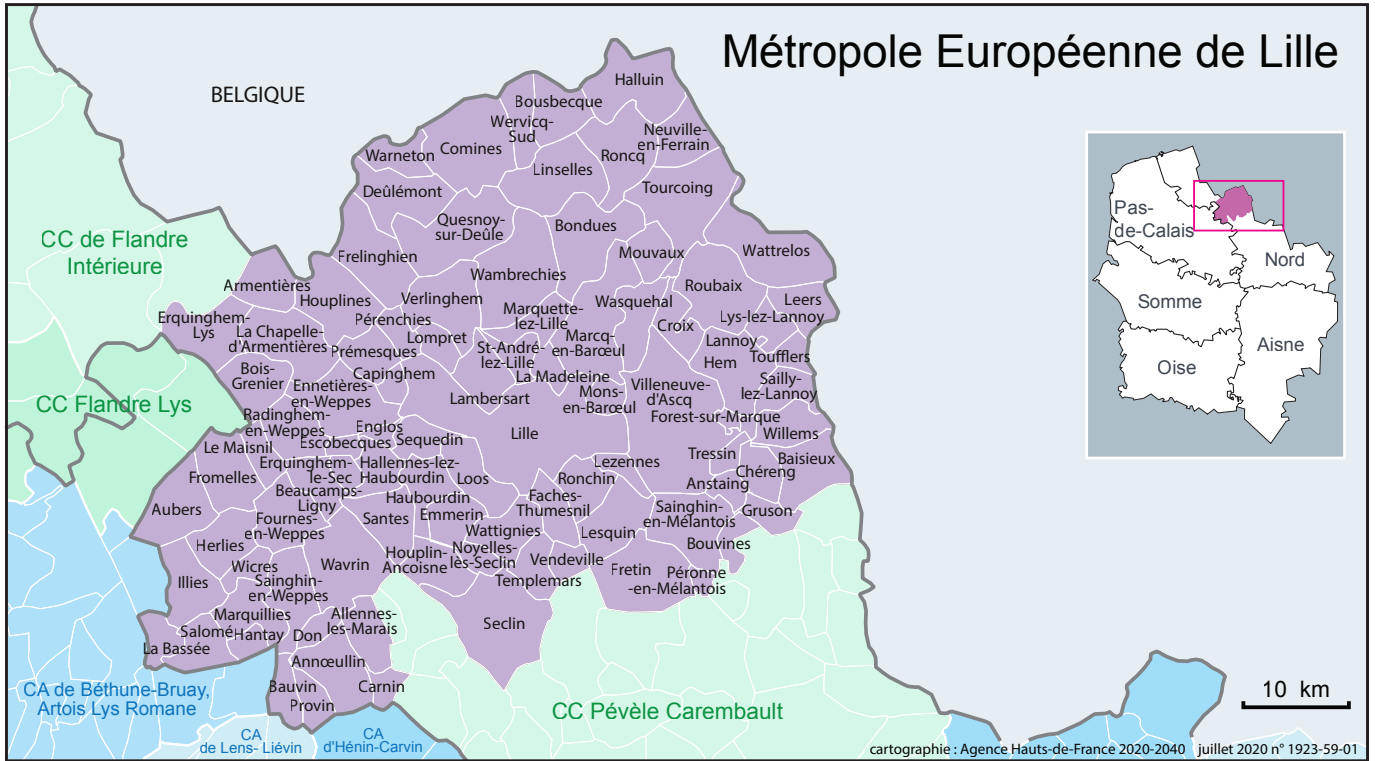 Métropole Européenne de Lille
BELGIQUE
Halluin
Bousbecque
Wervicq-
Sud
Neuville-
en-Ferrain
Comines
Warneton
Roncq
Linselles
Tourcoing
Deûlémont
Quesnoy-
sur-Deûle
Bondues
Mouvaux
Wattrelos
Frelinghien
Wambrechies
Armentières
Houplines
Verlinghem
Roubaix
Wasquehal
Leers
Marquette-
lez-Lille
Lys-lez-Lannoy
Erquinghem-
Lys
La Chapelle-
d'Armentières
Pérenchies
Croix
Lompret
Marcq-
en-Barœul
Lannoy
Prémesques
St-André-
lez-Lille
Hem
Toufflers
Bois-
Grenier
Capinghem
La Madeleine
Ennetières-
en-Weppes
Villeneuve-
d'Ascq
Sailly-
lez-Lannoy
Lambersart
Mons-
en-Barœul
Radinghem-
en-Weppes
Forest-sur-Marque
Englos
Lille
Willems
Escobecques
Sequedin
Le Maisnil
Tressin
Baisieux
Erquinghem-
le-Sec
Hallennes-lez-
Haubourdin
Lezennes
Chéreng
Fromelles
Loos
Ronchin
Anstaing
Beaucamps-
Ligny
Haubourdin
Faches-
Thumesnil
Aubers
Sainghin-
en-Mélantois
Gruson
Fournes-
en-Weppes
Santes
Emmerin
Wattignies
Lesquin
Herlies
Bouvines
Houplin-
Ancoisne
Noyelles-
lès-Seclin
Vendeville
Wicres
Wavrin
Fretin
Péronne
-en-Mélantois
Illies
Sainghin-
en-Weppes
Templemars
Marquillies
Allennes-
les-Marais
Seclin
Salomé
Hantay
Don
La Bassée
Annœullin
Bauvin
Carnin
Provin
CC de Flandre
Intérieure
CC Flandre Lys
CA de Béthune-Bruay,
Artois Lys Romane
CA
de Lens- Liévin
CA
d'Hénin-Carvin
CC Pévèle Carembault
Pas-
de-Calais
Nord
Somme
Aisne
Oise
10 km
cartographie : Agence Hauts-de-France 2020-2040 juillet 2020 n° 1923-59-01